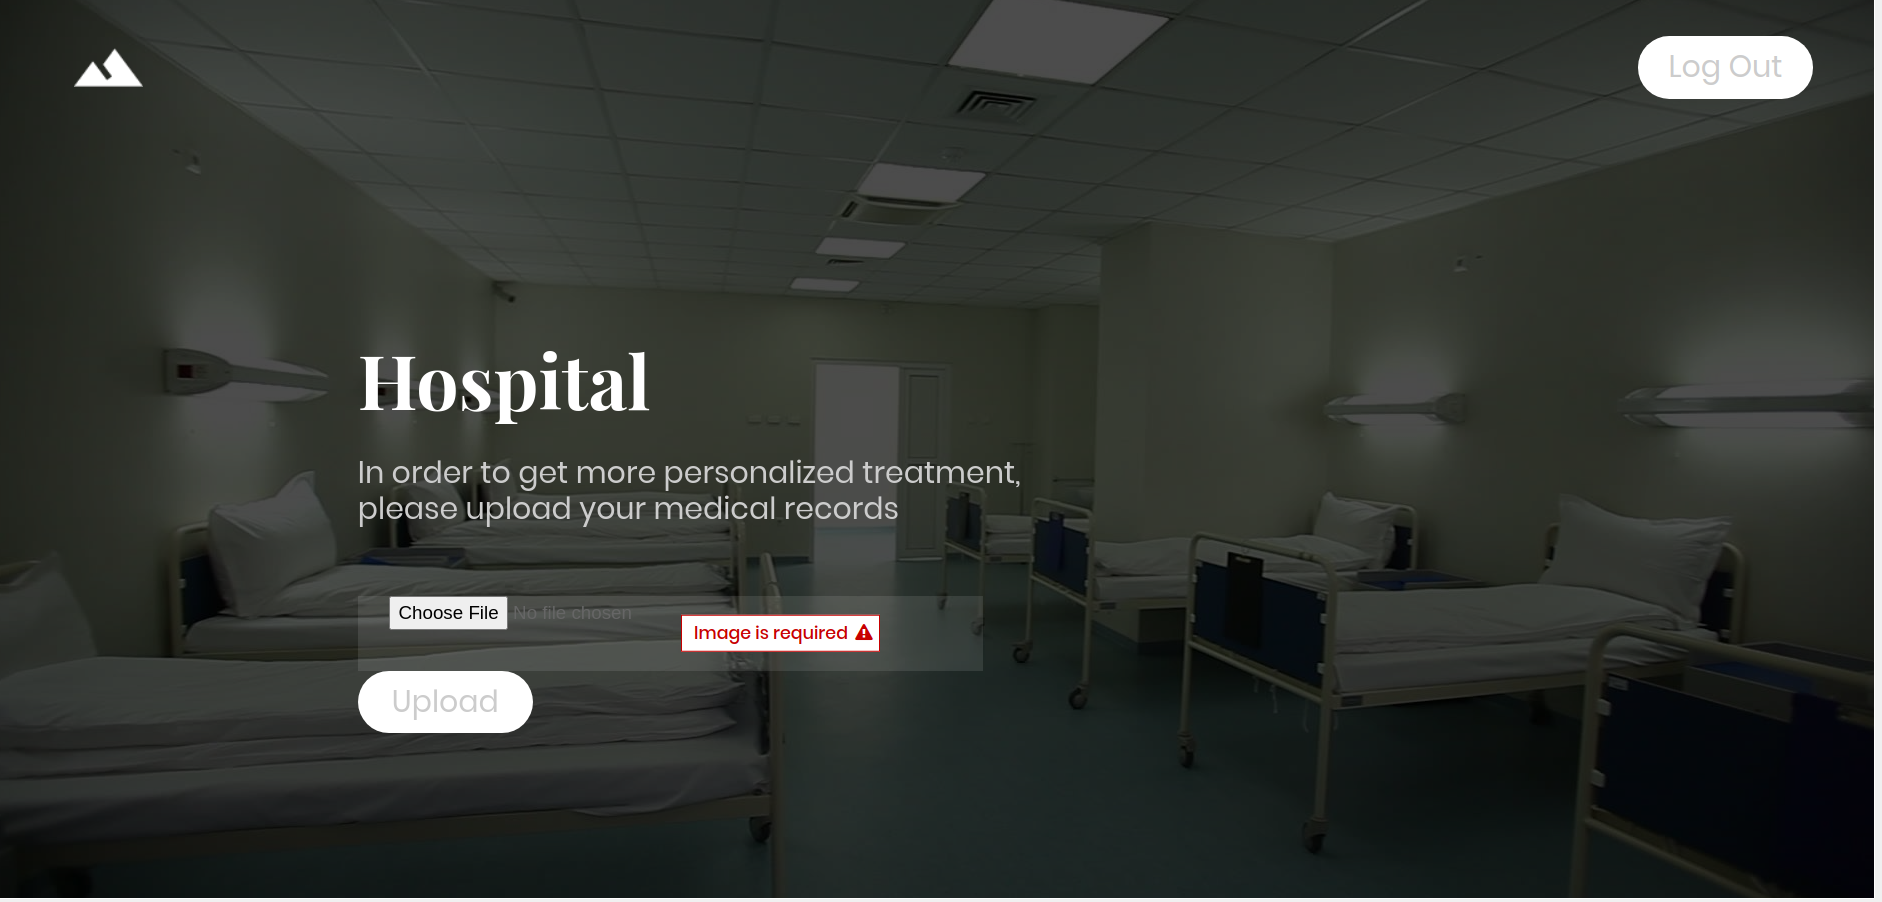 Log Out
Hospital
In order to get more personalized treatment,
please upload your medical records
Choose File No file chosen
Image is required
Upload